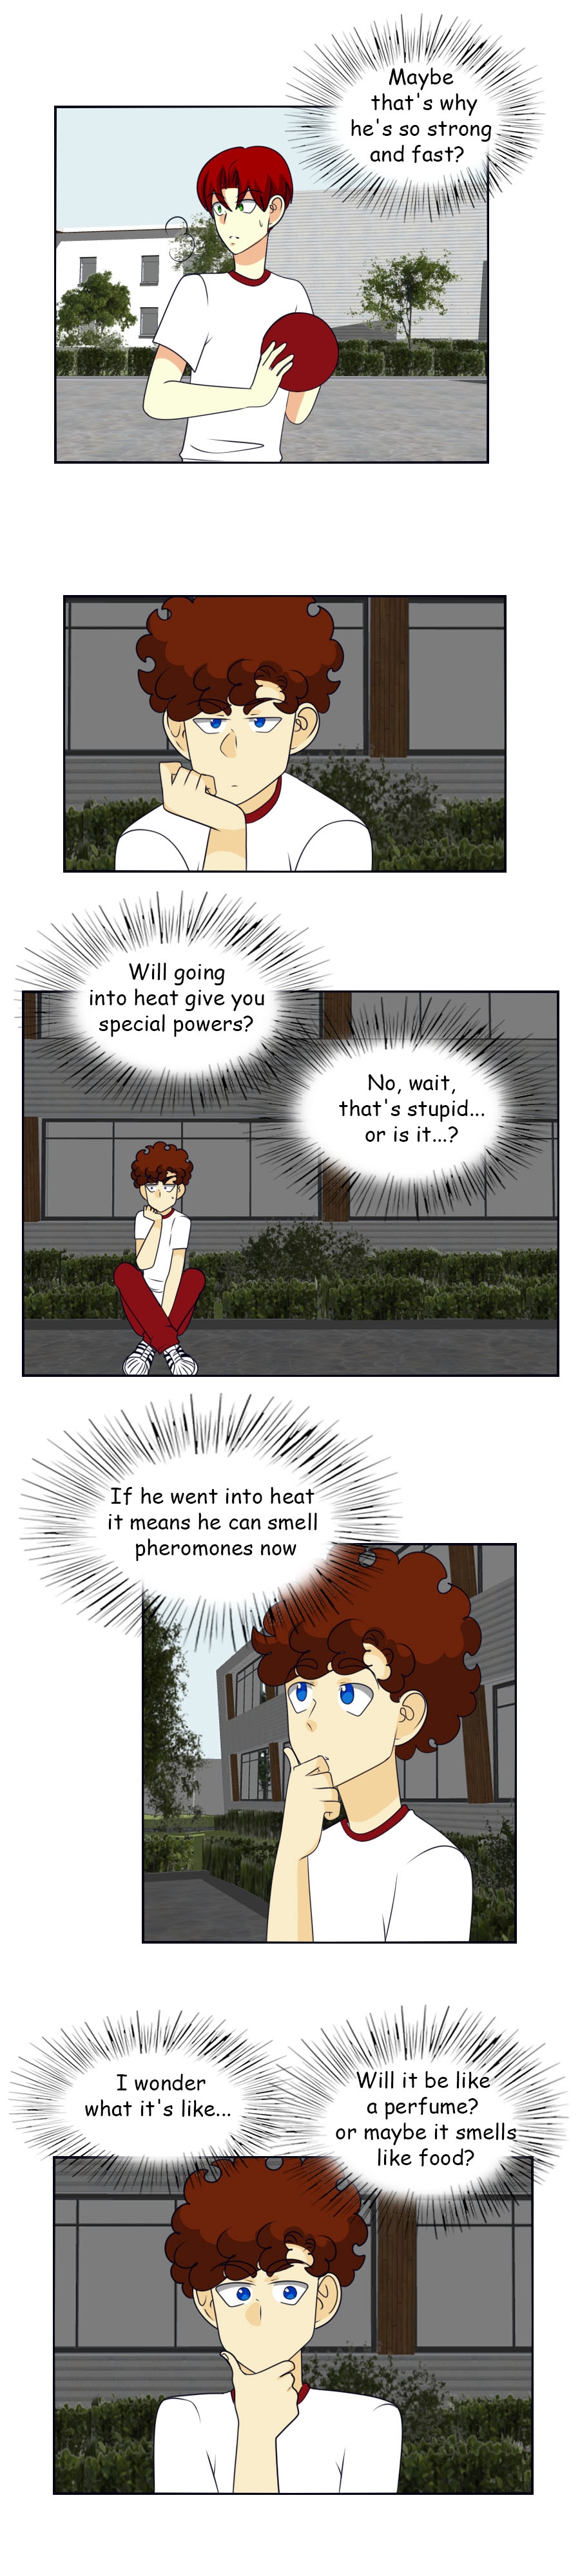 Maybe
that's why
he's so strong
and fast?
Will going
into heat give you
special powers?
No, wait,
that's stupid...
or is it...?
If he went into heat
it means he can smell
pheromones now
I wonder
what it's like...
Will it be like
a perfume?
or maybe it smells
like food?